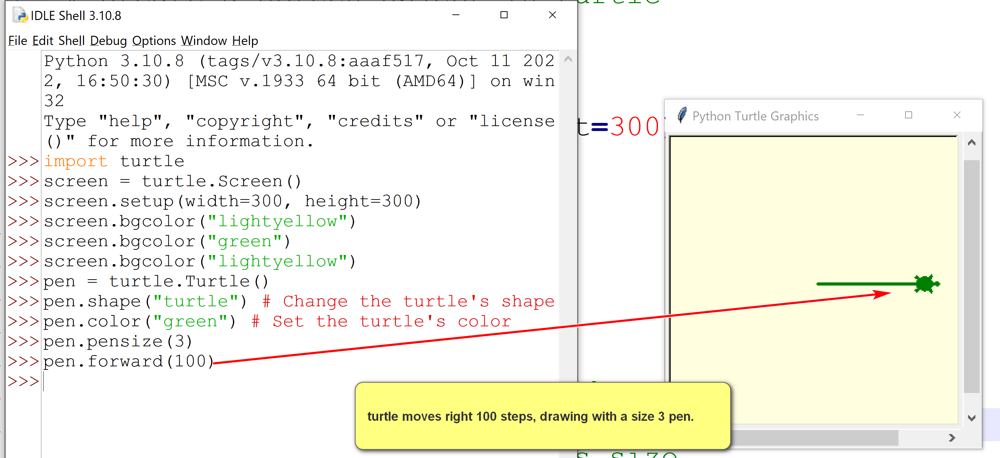 IDLE Shell 3.10.8
File Edit Shell Debug Options Window Help
Python 3.10.8 (tags/v3.10.8:aaaf517, Oct 11 202
2, 16:50:30) [MSC v.1933 64 bit (AMD64)] on win
32
Type "help", "copyright", "credits" or "license
()" for more information.
>>> import turtle
>>> screen = turtle.Screen()
>>> screen.setup(width=300, height=300)
>>> screen.bgcolor("lightyellow")
>>> screen.bgcolor("green")
>>> screen.bgcolor("lightyellow")
>>> pen = turtle.Turtle()
>>> pen.shape("turtle") # Change the turtle's shape
>>> pen.color("green") # Set the turtle's color
>>> pen.pensize(3)
>>> pen.forward(100)
>>>
t=300
Python Turtle Graphics
turtle moves right 100 steps, drawing with a size 3 pen.